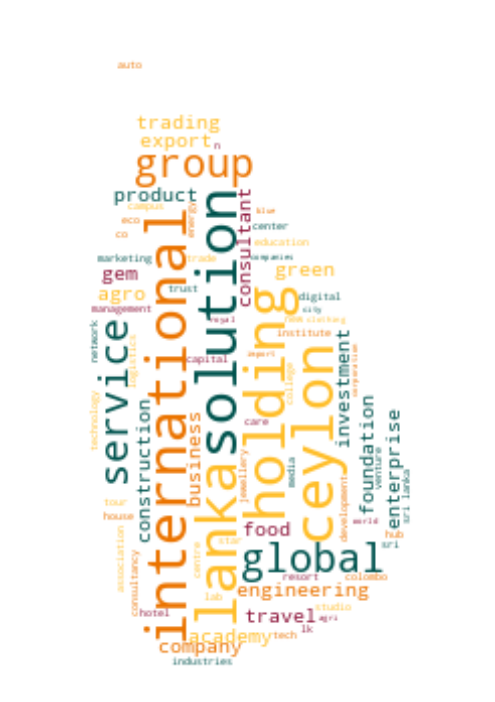 auto
trading
export
n
group
product
campus
energy
eco
co
international
solution
consultant
blue
center
education
companies
marketing
trade
gem
green
trust
agro
digital
management
city
royal
new
clothing
network
service
logistics
holding
institute
capital
import
ceylon
investment
corporation
college
technology
construction
business
lanka
care
jewellery
media
foundation
venture
enterprise
sri lanka
development
tour
house
association
consultancy
food
world
hub
sri
star
centre
global
resort
colombo
lab
engineering
hotel
studio
travel
agri
lk
academy
tech
company
industries